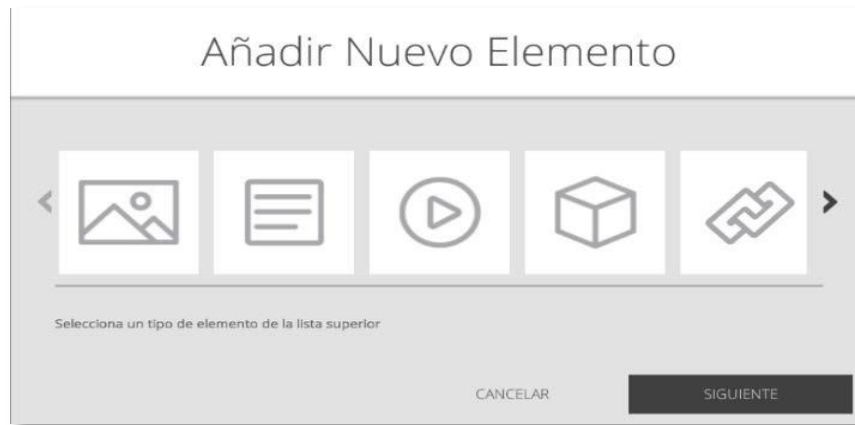 Añadir Nuevo Elemento
Selecciona un tipo de elemento de la lista superior
CANCELAR
SIGUIENTE